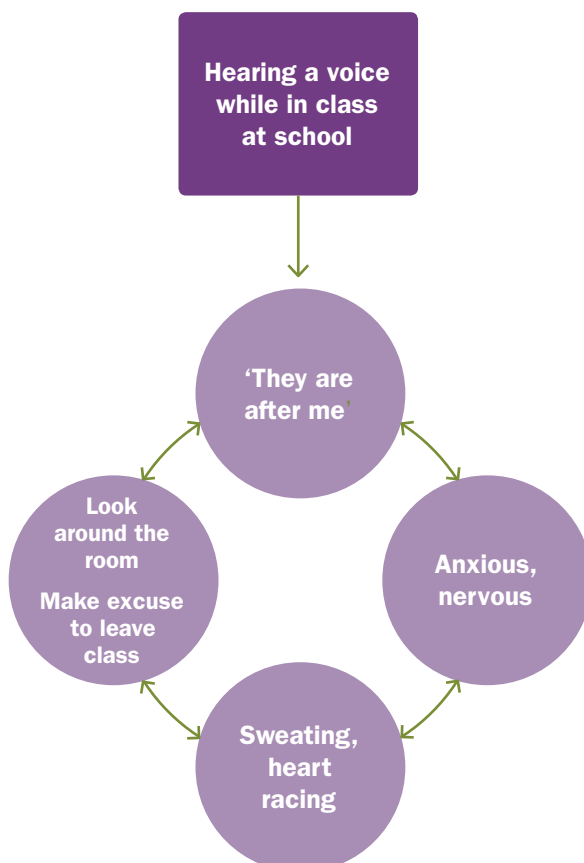 Hearing a voice
while in class
at school
‘They are
after me’
Look
around the
room
Make excuse
to leave
class
Anxious,
nervous
Sweating,
heart
racing